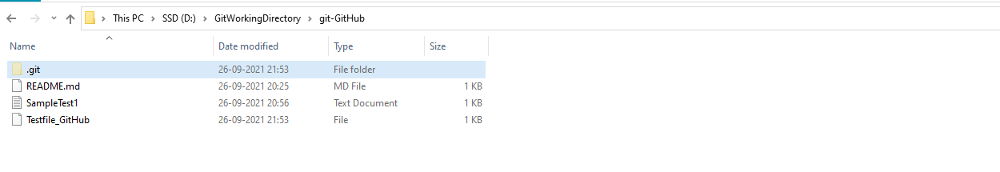 This PC > SSD (D:) > GitWorkingDirectory > git-GitHub
Name Date modified Type Size
.git 26-09-2021 21:53 File folder
README.md 26-09-2021 20:25 MD File 1 KB
SampleTest1 26-09-2021 20:56 Text Document 1 KB
Testfile_GitHub 26-09-2021 21:53 File 1 KB